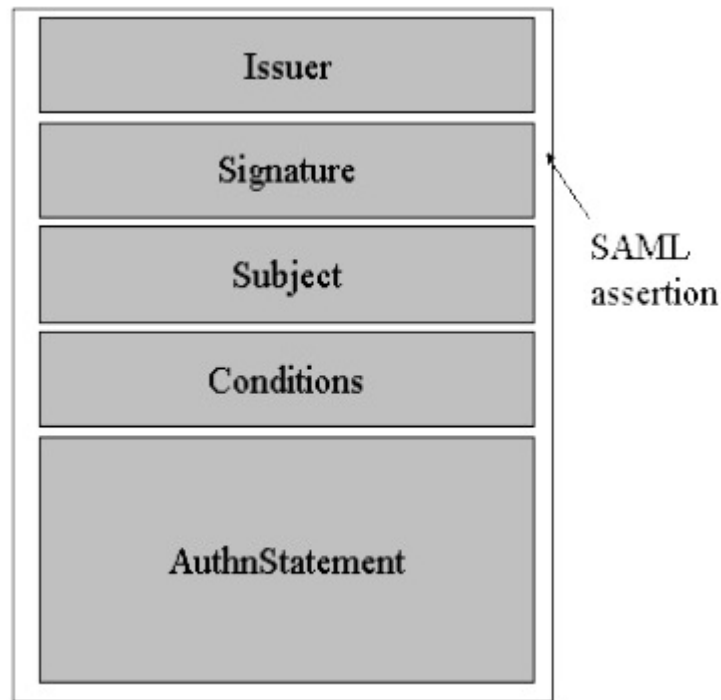 Issuer
Signature
SAML
assertion
Subject
Conditions
AuthnStatement